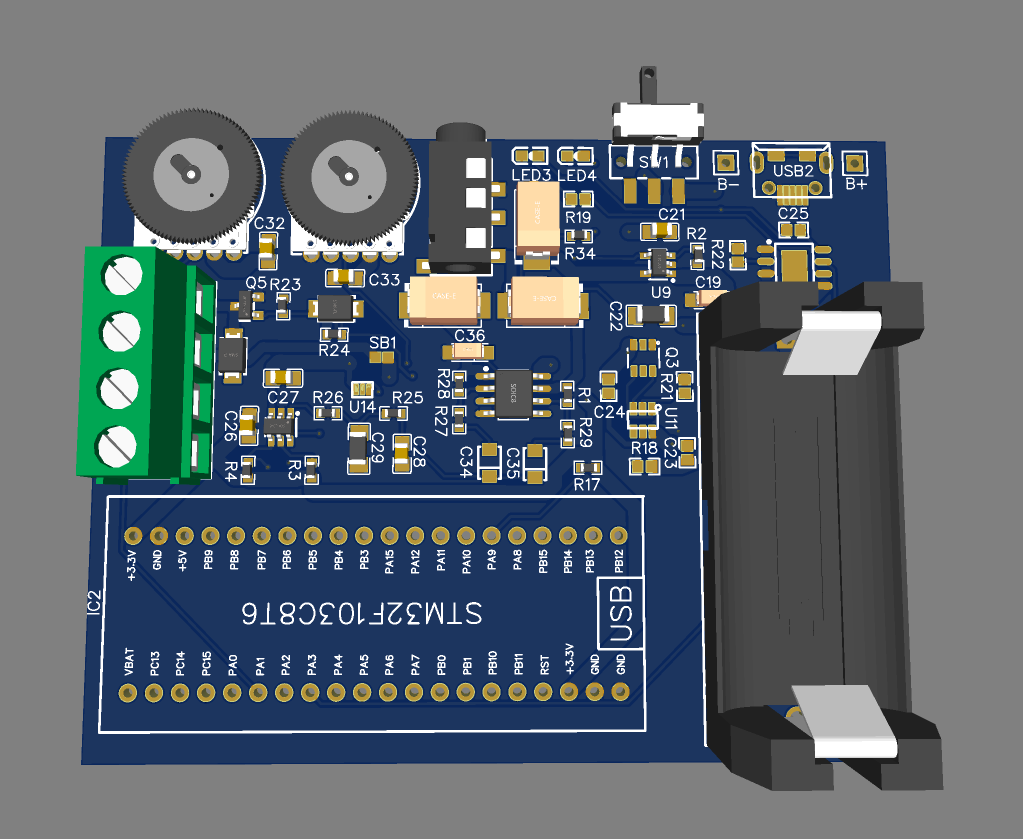 SW1
USB2
LED3
LED4
B-
B+
C32
R19
C21
C25
R34
R2
R22
C33
Q5
R23
U9
C19
C22
R24
SB1
C36
Q3
R28
R21
C27
U14
R26
R25
R1
C24
U11
C26
R27
R29
C29
C28
R18
C23
R4
R3
C34
C35
R17
+3.3V
GND
+5V
PB9
PB8
PB7
PB6
PB5
PB4
PB3
PA15
PA12
PA11
PA10
PA9
PA8
PB15
PB14
PB13
PB12
IC2
STM32F103C8T6
USB
VBAT
PC13
PC14
PC15
PA0
PA1
PA2
PA3
PA4
PA5
PA6
PA7
PB0
PB1
PB10
PB11
RST
+3.3V
GND
GND